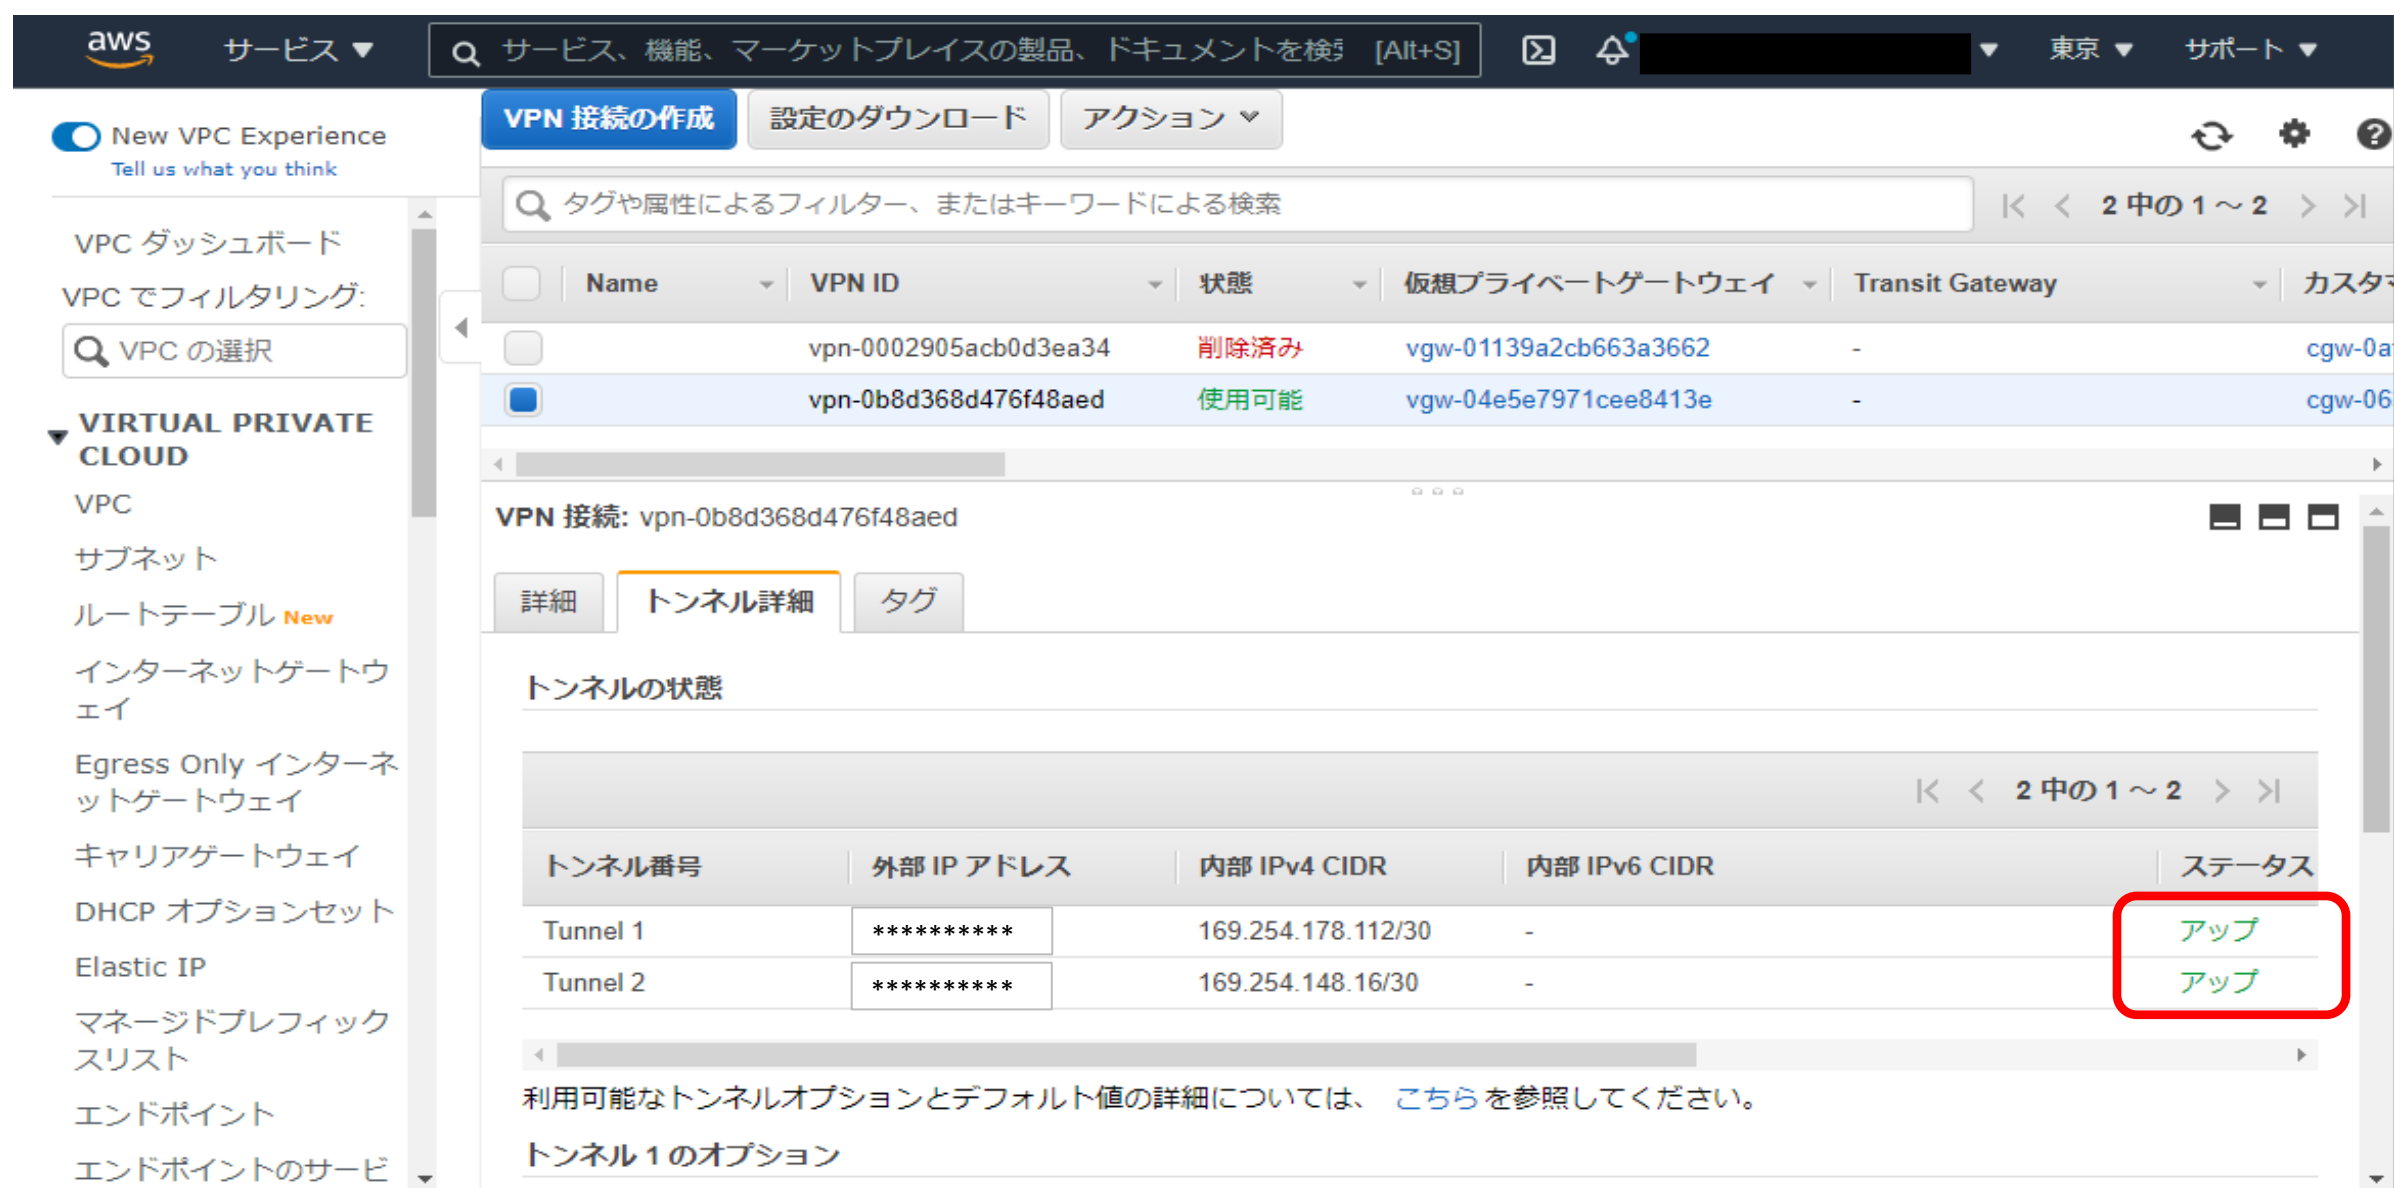 aws サービス ▼ サービス、機能、マーケットプレイスの製品、ドキュメントを検 [Alt+S] ▼ 東京 ▼ サポート ▼
VPN 接続の作成 設定のダウンロード アクション
New VPC Experience
Tell us what you think
タグや属性によるフィルター、またはキーワードによる検索 |< < 2 中の 1 ～ 2 > >|
VPC ダッシュボード
VPC でフィルタリング:
VPC の選択
Name VPN ID 状態 仮想プライベートゲートウェイ Transit Gateway カスタ
vpn-0002905acb0d3ea34 削除済み vgw-01139a2cb663a3662 - cgw-0a
vpn-0b8d368d476f48aed 使用可能 vgw-04e5e7971cee8413e - cgw-06
VIRTUAL PRIVATE
CLOUD
VPC
サブネット
ルートテーブル New
インターネットゲートウ
ェイ
Egress Only インターネ
ットゲートウェイ
キャリアゲートウェイ
DHCP オプションセット
Elastic IP
マネージドプレフィック
スリスト
エンドポイント
エンドポイントのサービ
VPN 接続: vpn-0b8d368d476f48aed
詳細 トンネル詳細 タグ
トンネルの状態
|< < 2 中の 1 ～ 2 > >|
トンネル番号 外部 IP アドレス 内部 IPv4 CIDR 内部 IPv6 CIDR ステータス
Tunnel 1 ********** 169.254.178.112/30 - アップ
Tunnel 2 ********** 169.254.148.16/30 - アップ
利用可能なトンネルオプションとデフォルト値の詳細については、 こちら を参照してください。
トンネル 1 のオプション